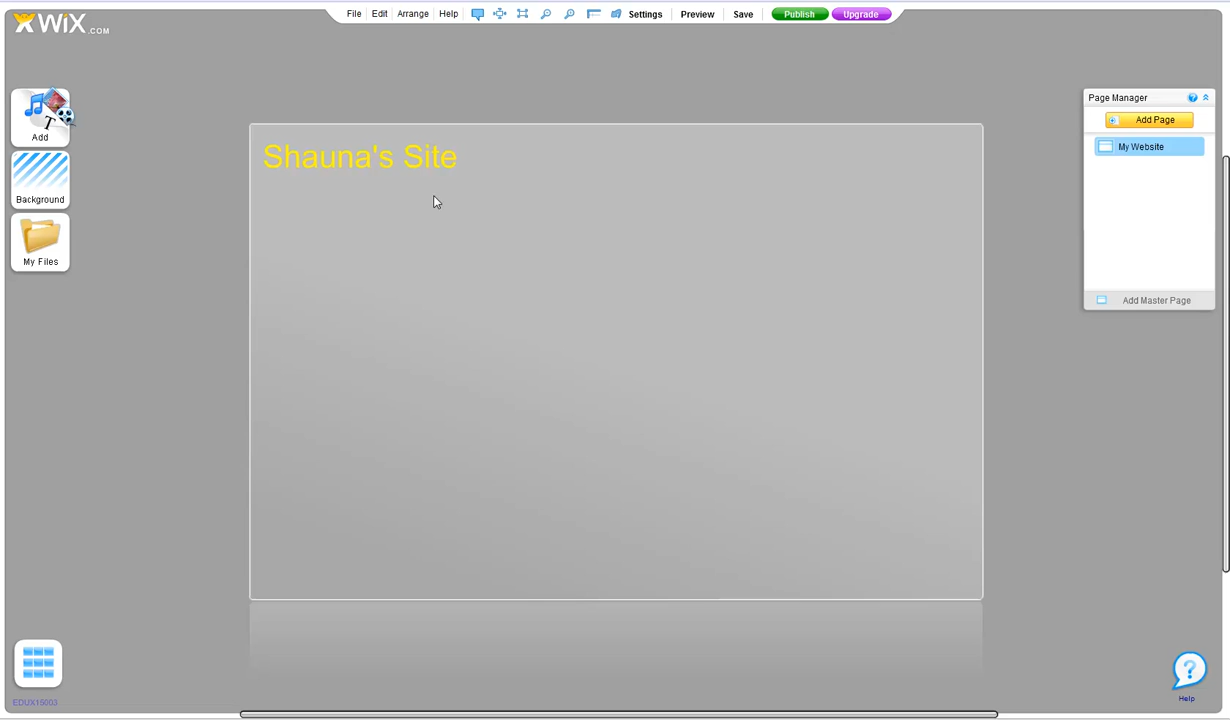 WiX.COM
File Edit Arrange Help Settings Preview Save Publish Upgrade
Add
Background
My Files
Shauna's Site
Page Manager
Add Page
My Website
Add Master Page
EDUX15003
? Help